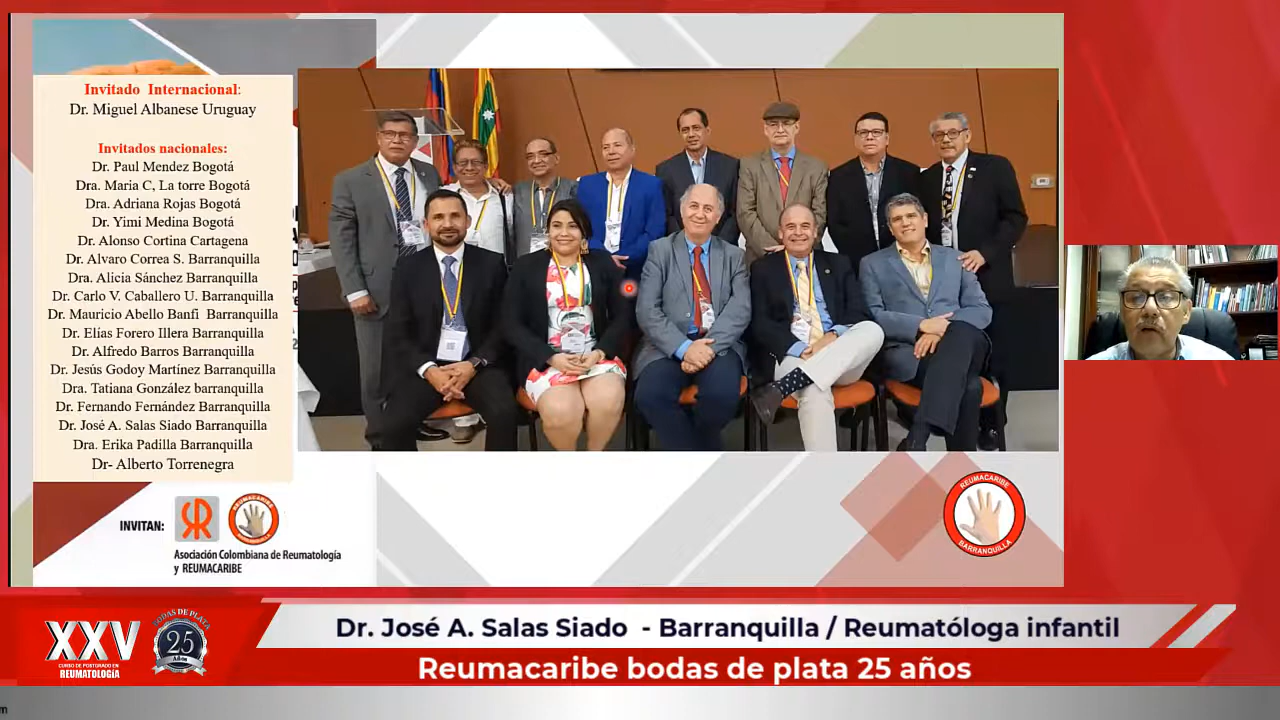 Invitado Internacional:
Dr. Miguel Albanese Uruguay
Invitados nacionales:
Dr. Paul Mendez Bogotá
Dra. Maria C, La torre Bogotá
Dra. Adriana Rojas Bogotá
Dr. Yimi Medina Bogotá
Dr. Alonso Cortina Cartagena
Dr. Alvaro Correa S. Barranquilla
Dra. Alicia Sánchez Barranquilla
Dr. Carlo V. Caballero U. Barranquilla
Dr. Mauricio Abello Banfi Barranquilla
Dr. Elías Forero Illera Barranquilla
Dr. Alfredo Barros Barranquilla
Dr. Jesús Godoy Martínez Barranquilla
Dra. Tatiana González barranquilla
Dr. Fernando Fernández Barranquilla
Dr. José A. Salas Siado Barranquilla
Dra. Erika Padilla Barranquilla
Dr- Alberto Torrenegra
INVITAN:
REUMACARIBE
BARRANQUILLA
Asociación Colombiana de Reumatología
y REUMACARIBE
REUMACARIBE
BARRANQUILLA
XXV
CURSO DE POSTGRADO EN
REUMATOLOGÍA
BODAS DE PLATA
25
Años
Dr. José A. Salas Siado - Barranquilla / Reumatóloga infantil
Reumacaribe bodas de plata 25 años